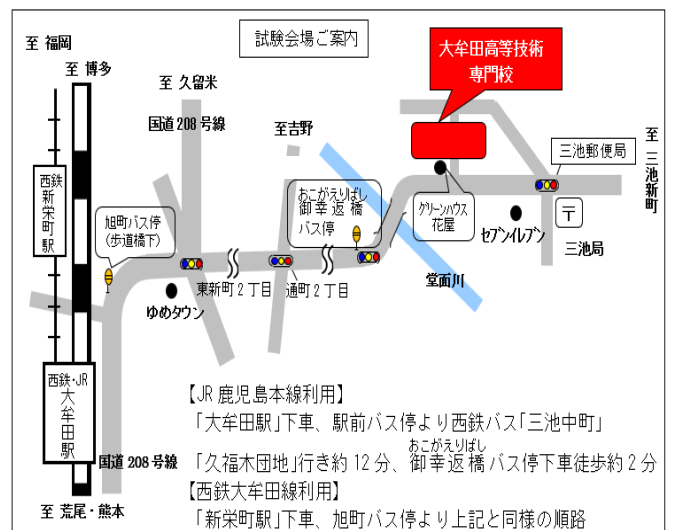 試験会場ご案内
至 福岡
至 博多
至 久留米
国道208号線
至吉野
大牟田高等技術
専門校
至 三池新町
三池郵便局
〒
三池局
西鉄
新栄町駅
旭町バス停
(歩道橋下)
おこがえりばし
御幸返橋
バス停
グリーンハウス
花屋
セブンイレブン
東新町2丁目
通町2丁目
ゆめタウン
堂面川
西鉄・JR
大牟田駅
国道208号線
至 荒尾・熊本
【JR鹿児島本線利用】
「大牟田駅」下車、駅前バス停より西鉄バス「三池中町」
おこがえりばし
「久福木団地」行き約12分、御幸返橋バス停下車徒歩約2分
【西鉄大牟田線利用】
「新栄町駅」下車、旭町バス停より上記と同様の順路